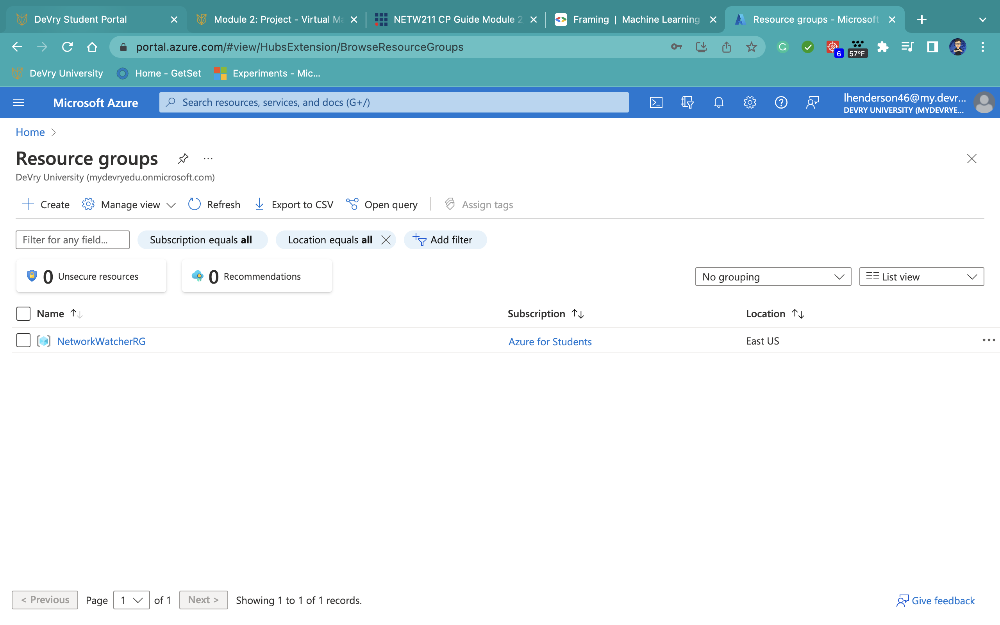 DeVry Student Portal
Module 2: Project - Virtual Ma
NETW211 CP Guide Module 2
Framing | Machine Learning
Resource groups - Microsoft
portal.azure.com/#view/HubsExtension/BrowseResourceGroups
6
57°F
DeVry University
Home - GetSet
Experiments - Mic...
Microsoft Azure
Search resources, services, and docs (G+/)
lhenderson46@my.devr...
DEVRY UNIVERSITY (MYDEVRYE...
Home
Resource groups
DeVry University (mydevryedu.onmicrosoft.com)
Create
Manage view
Refresh
Export to CSV
Open query
Assign tags
Filter for any field...
Subscription equals all
Location equals all
Add filter
0 Unsecure resources
0 Recommendations
No grouping
List view
Name
Subscription
Location
NetworkWatcherRG
Azure for Students
East US
< Previous
Page 1 of 1
Next >
Showing 1 to 1 of 1 records.
Give feedback